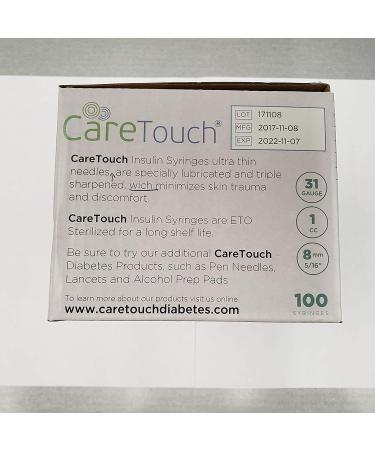 CareTouch®
LOT 171108
MFG 2017-11-08
EXP 2022-11-07
CareTouch Insulin Syringes ultra thin
needles, are specially lubricated and triple
sharpened, wich minimizes skin trauma
and discomfort.
CareTouch Insulin Syringes are ETO
Sterilized for a long shelf life.
Be sure to try our additional CareTouch
Diabetes Products, such as Pen Needles,
Lancets and Alcohol Prep Pads
To learn more about our products visit us online
www.caretouchdiabetes.com
31
GAUGE
1
CC
8 mm
5/16"
100
SYRINGES